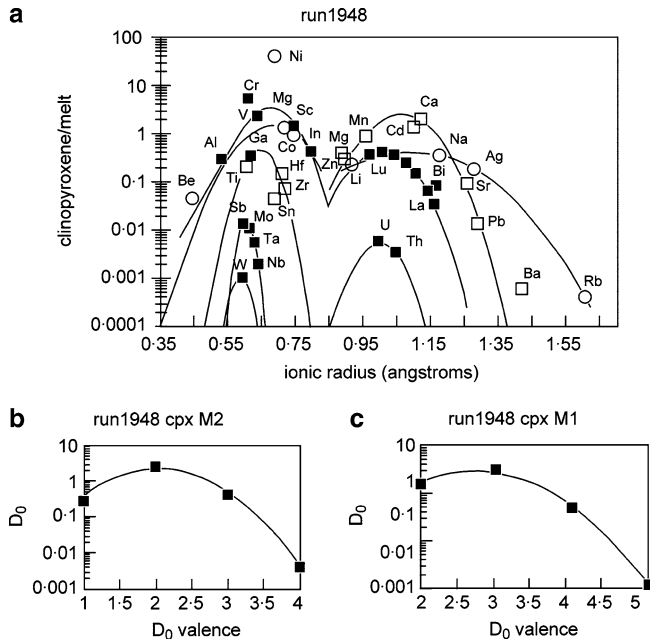 a
run1948
100
10
1
0·1
0·01
0·001
0·0001
clinopyroxene/melt
Ni
Cr
Mg
V
Sc
Ca
Mn
Cd
Al
Ga
Co
In
Mg
Na
Zn
Ag
Li
Lu
Bi
Ti
Hf
Be
Zr
La
Sr
Sb
Mo
Sn
Pb
Ta
U
Th
W
Nb
Ba
Rb
0·35 0·55 0·75 0·95 1·15 1·35 1·55
ionic radius (angstroms)
b
run1948 cpx M2
10
1
0·1
0·01
0·001
D0
1 1·5 2 2·5 3 3·5 4
D0 valence
c
run1948 cpx M1
10
1
0·1
0·01
0·001
D0
2 2·5 3 3·5 4 4·5 5
D0 valence